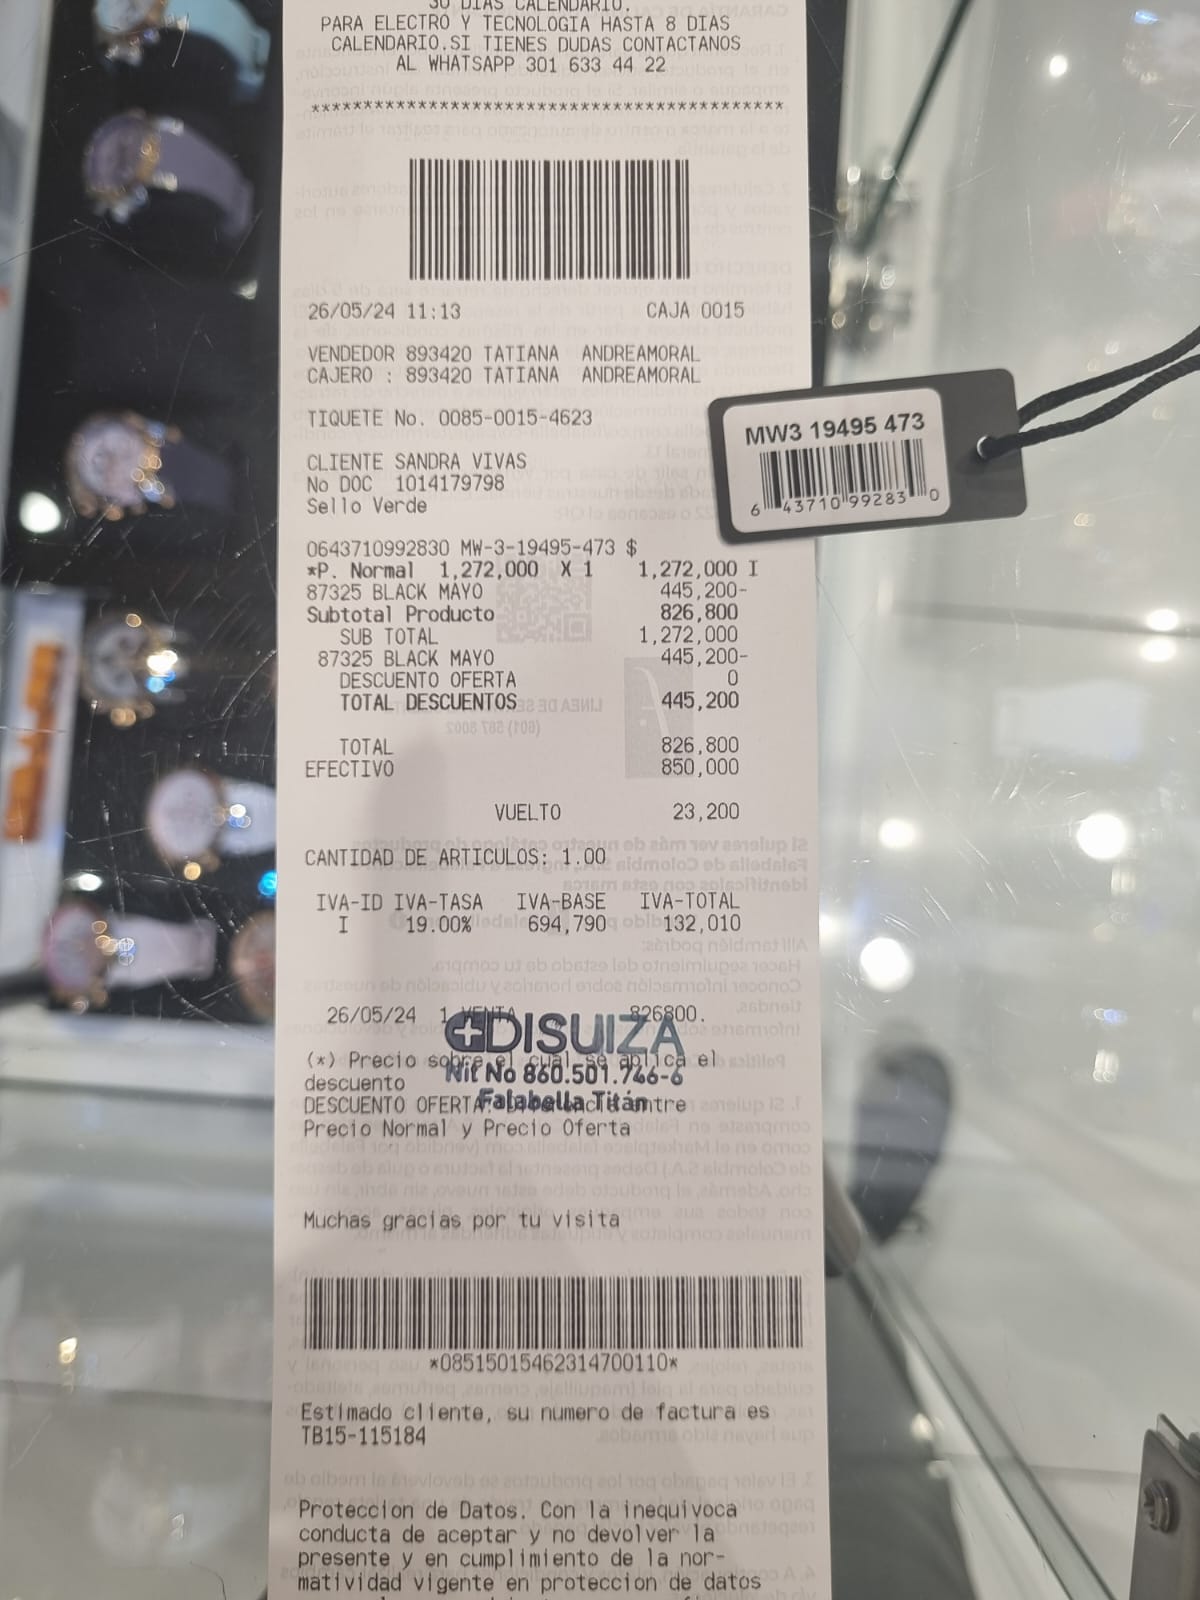 30 DIAS CALENDARIO.
PARA ELECTRO Y TECNOLOGIA HASTA 8 DIAS
CALENDARIO.SI TIENES DUDAS CONTACTANOS
AL WHATSAPP 301 633 44 22
*******************************************
26/05/24 11:13 CAJA 0015
VENDEDOR 893420 TATIANA ANDREAMORAL
CAJERO : 893420 TATIANA ANDREAMORAL
TIQUETE No. 0085-0015-4623
CLIENTE SANDRA VIVAS
No DOC 1014179798
Sello Verde
0643710992830 MW-3-19495-473 $
*P. Normal 1,272,000 X 1 1,272,000 I
87325 BLACK MAYO 445,200-
Subtotal Producto 826,800
SUB TOTAL 1,272,000
87325 BLACK MAYO 445,200-
DESCUENTO OFERTA 0
TOTAL DESCUENTOS 445,200
TOTAL 826,800
EFECTIVO 850,000
VUELTO 23,200
CANTIDAD DE ARTICULOS: 1.00
IVA-ID IVA-TASA IVA-BASE IVA-TOTAL
I 19.00% 694,790 132,010
26/05/24 1 VENTA 826800.
DISUIZA
(*) Precio sobre el cual se aplica el
Nit No 860.501.746-6
descuento
Falabella Titán
DESCUENTO OFERTA: Diferencia entre
Precio Normal y Precio Oferta
Muchas gracias por tu visita
*08515015462314700110*
Estimado cliente, su numero de factura es
TB15-115184
Proteccion de Datos. Con la inequivoca
conducta de aceptar y no devolver la
presente y en cumplimiento de la nor-
matividad vigente en proteccion de datos
MW3 19495 473
6 43710 99283 0